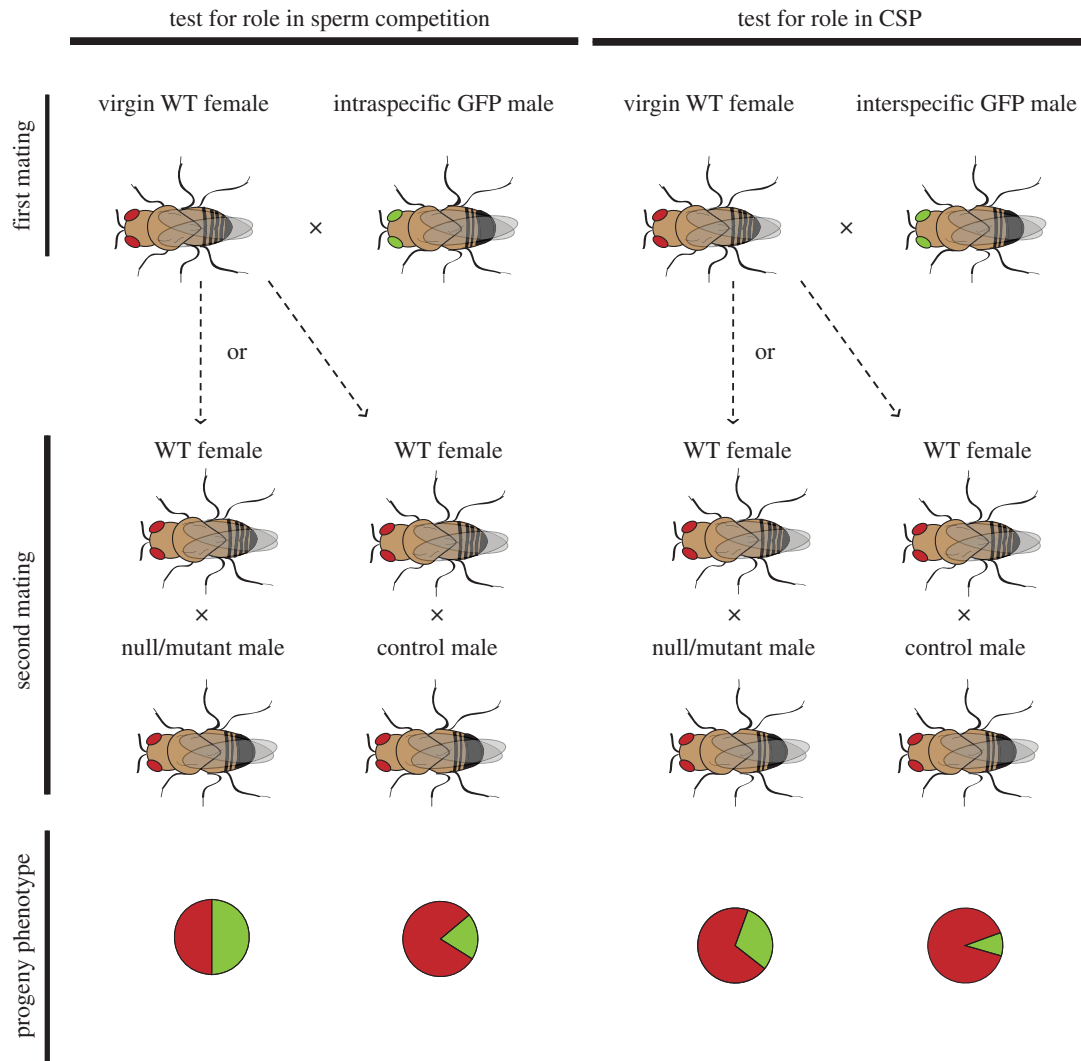 test for role in sperm competition
test for role in CSP
first mating
virgin WT female
intraspecific GFP male
virgin WT female
interspecific GFP male
×
×
or
or
second mating
WT female
WT female
WT female
WT female
×
×
×
×
null/mutant male
control male
null/mutant male
control male
progeny phenotype